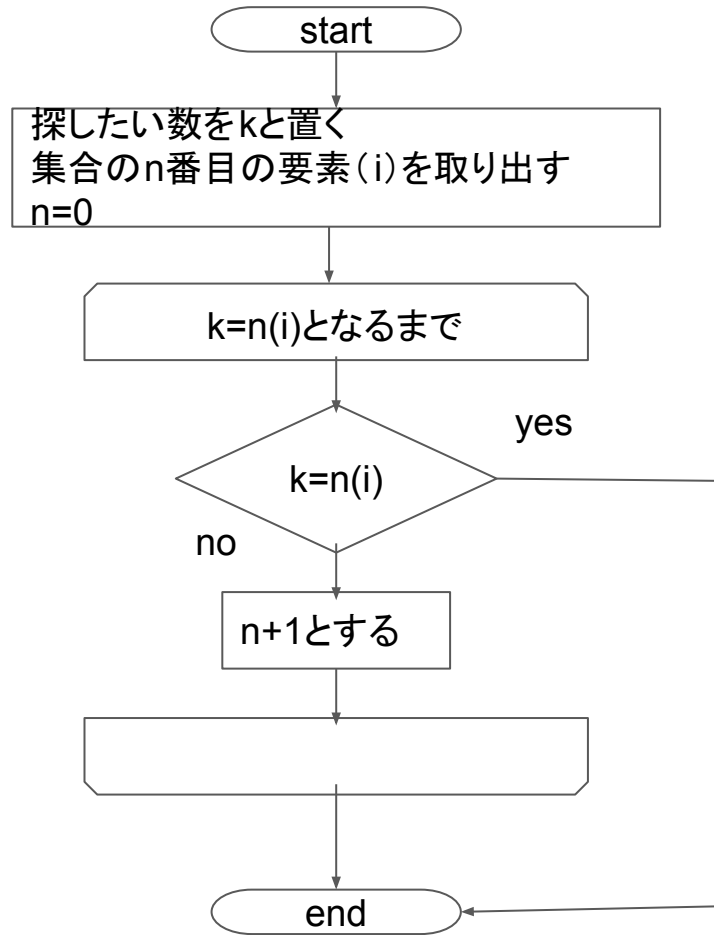 start
探したい数をkと置く
集合のn番目の要素（i）を取り出す
n=0
k=n(i)となるまで
yes
k=n(i)
no
n+1とする
end